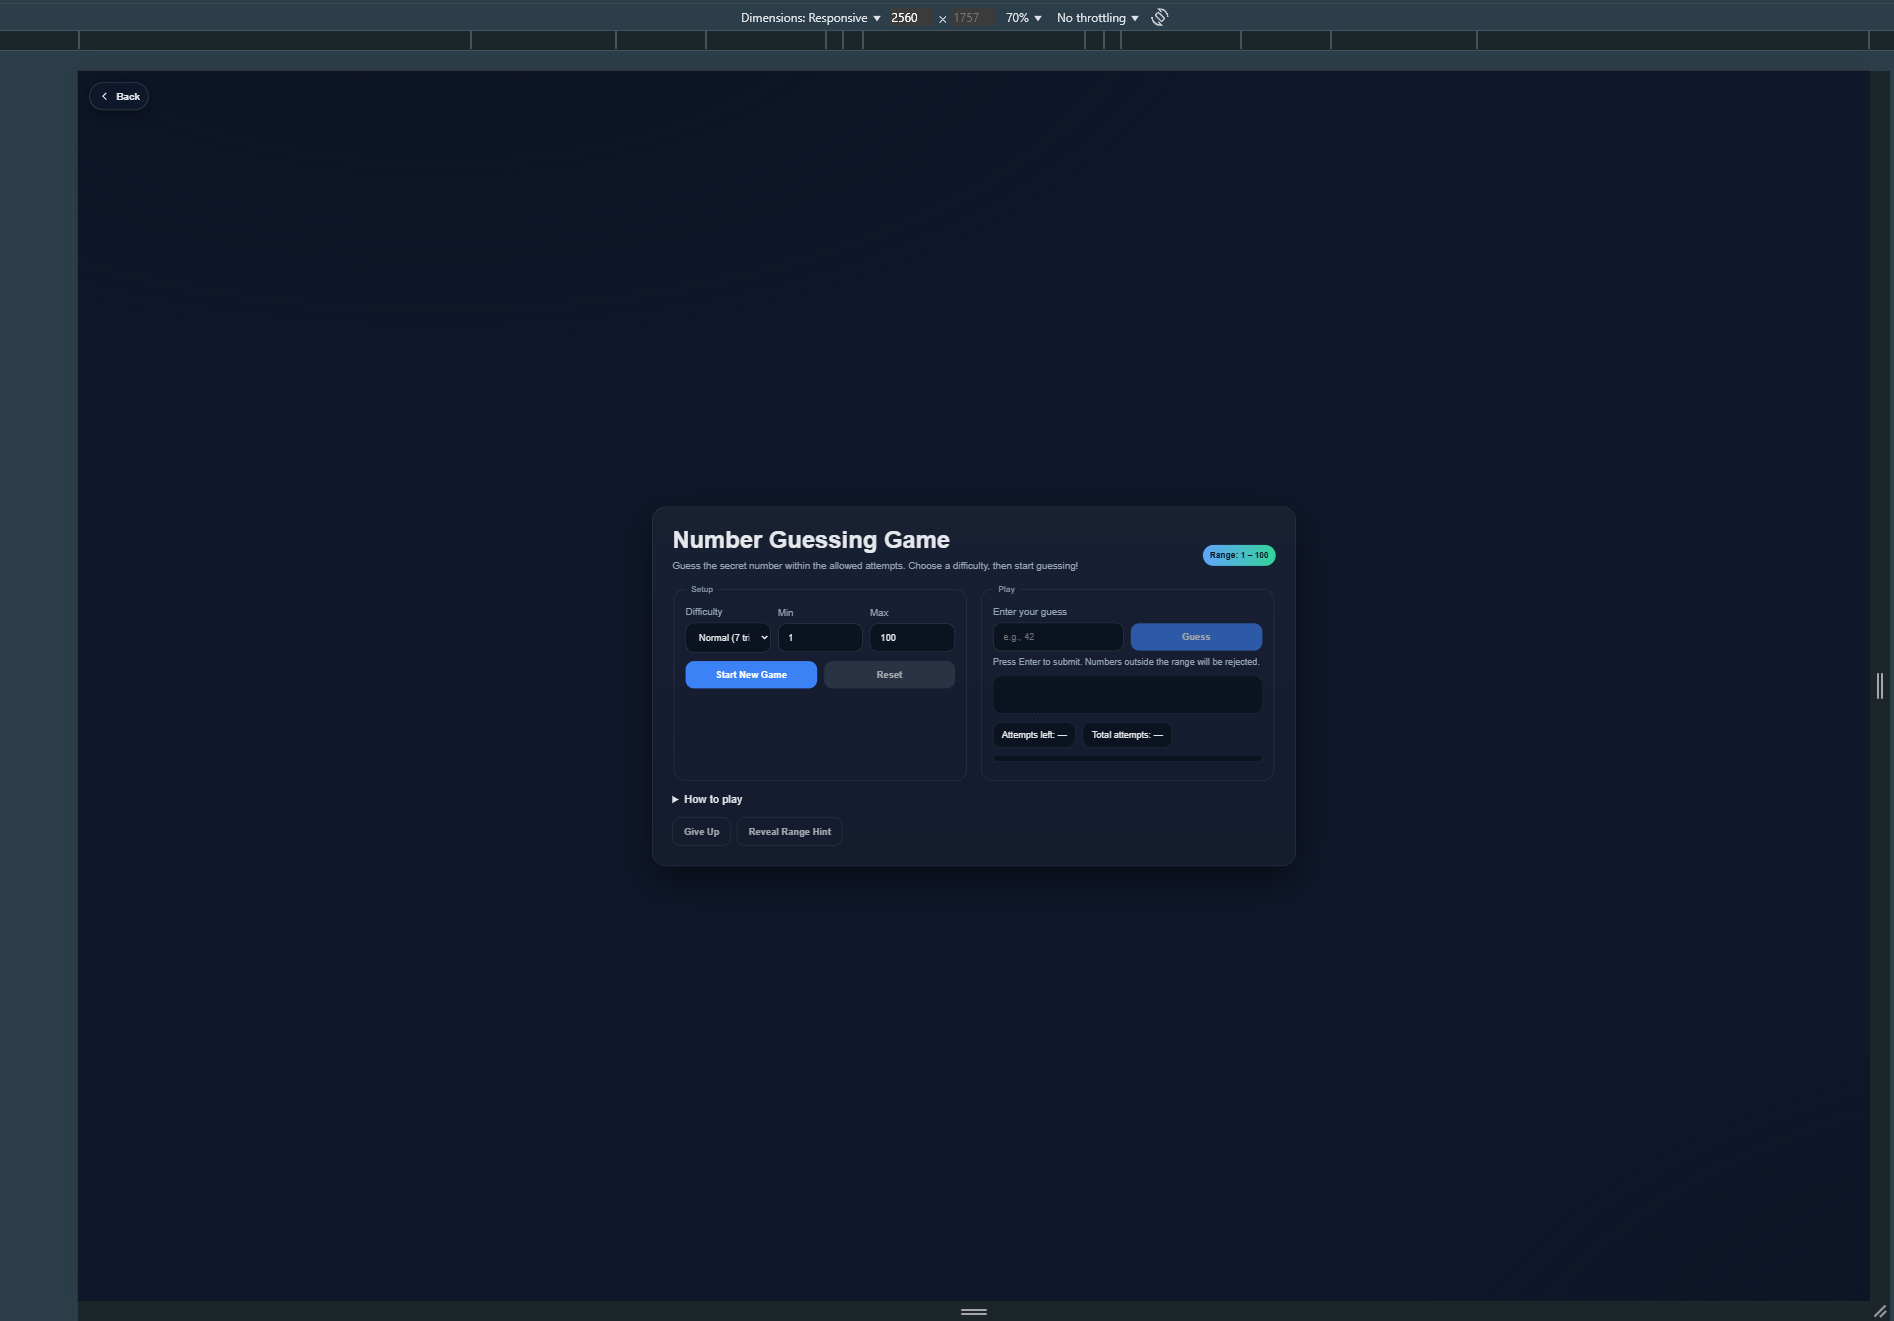 Dimensions: Responsive 2560 × 1757 70% No throttling
Back
Number Guessing Game
Guess the secret number within the allowed attempts. Choose a difficulty, then start guessing!
Range: 1 – 100
Setup
Difficulty Min Max
Normal (7 tri 1 100
Start New Game Reset
Play
Enter your guess
e.g., 42 Guess
Press Enter to submit. Numbers outside the range will be rejected.
Attempts left: — Total attempts: —
How to play
Give Up Reveal Range Hint